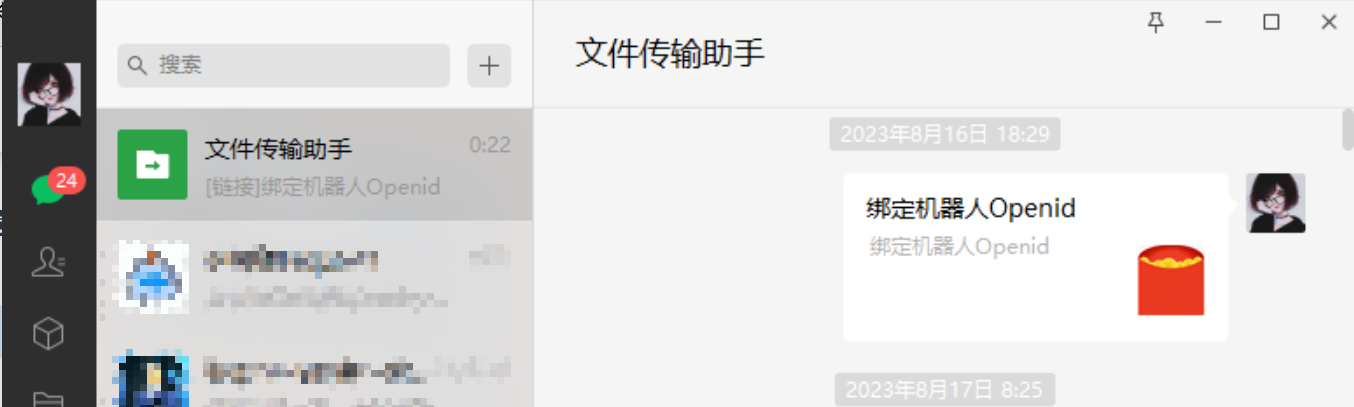 搜索
24
文件传输助手
0:22
[链接]绑定机器人Openid
文件传输助手
2023年8月16日 18:29
绑定机器人Openid
绑定机器人Openid
2023年8月17日 8:25